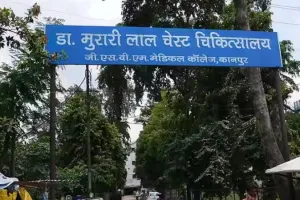 डा. मुरारी लाल चेस्ट चिकित्सालय
जी.एस.वी.एम.मेडिकल कॉलेज,कानपुर